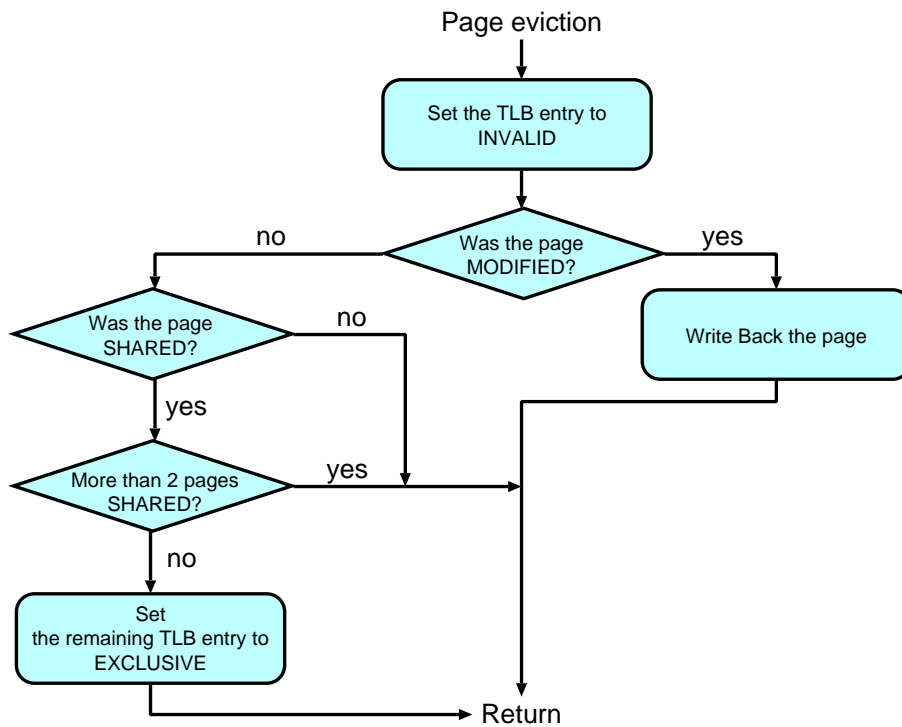 Page eviction
Set the TLB entry to
INVALID
no
Was the page
MODIFIED?
yes
Was the page
SHARED?
no
Write Back the page
yes
More than 2 pages
SHARED?
yes
no
Set
the remaining TLB entry to
EXCLUSIVE
Return